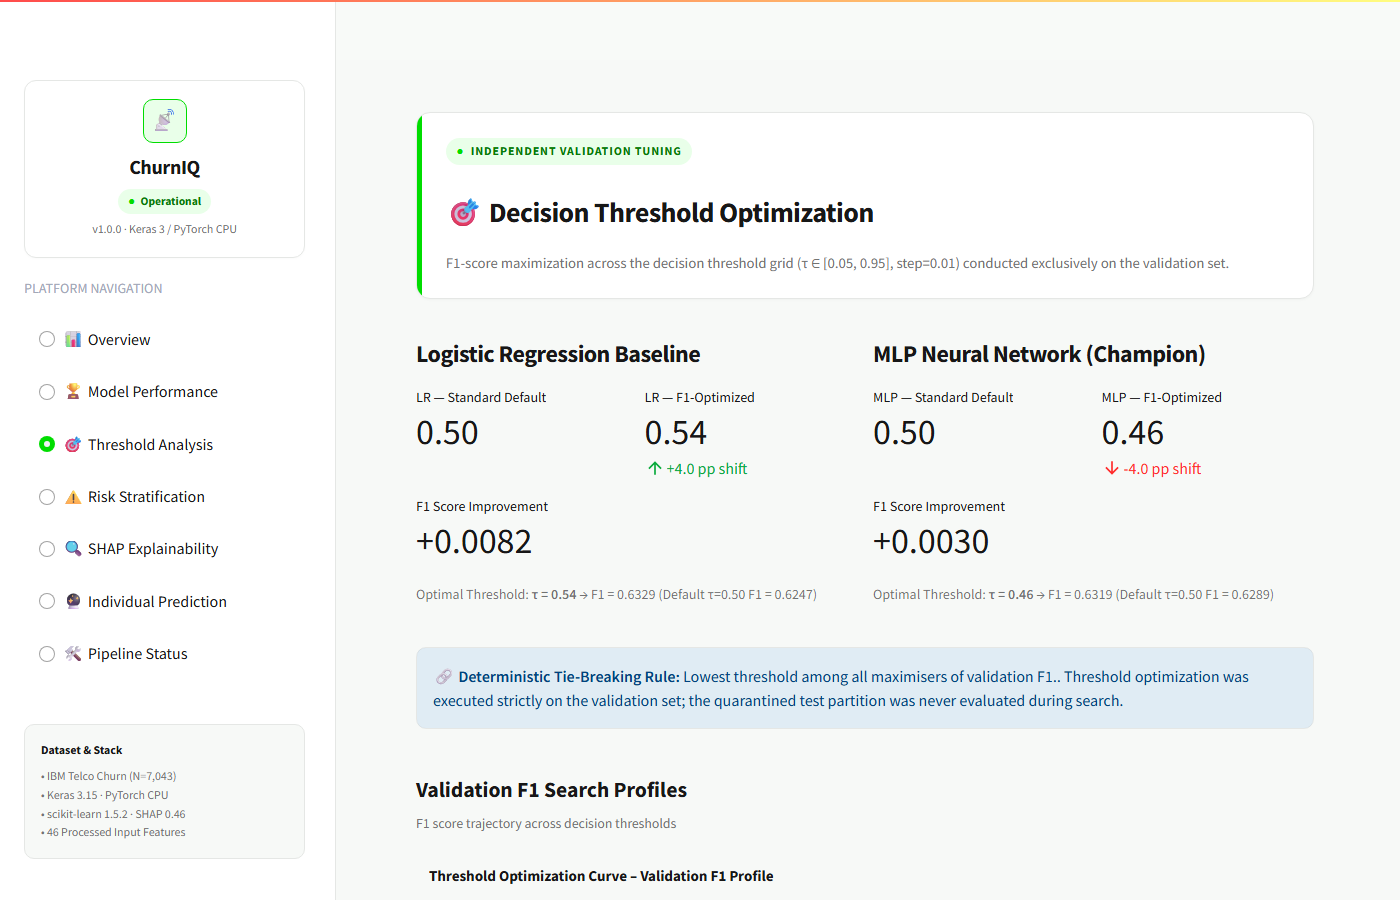 ChurnIQ
Operational
v1.0.0 · Keras 3 / PyTorch CPU
PLATFORM NAVIGATION
Overview
Model Performance
Threshold Analysis
Risk Stratification
SHAP Explainability
Individual Prediction
Pipeline Status
Dataset & Stack
• IBM Telco Churn (N=7,043)
• Keras 3.15 · PyTorch CPU
• scikit-learn 1.5.2 · SHAP 0.46
• 46 Processed Input Features
INDEPENDENT VALIDATION TUNING
Decision Threshold Optimization
F1-score maximization across the decision threshold grid (τ ∈ [0.05, 0.95], step=0.01) conducted exclusively on the validation set.
Logistic Regression Baseline
LR — Standard Default
0.50
LR — F1-Optimized
0.54
↑ +4.0 pp shift
F1 Score Improvement
+0.0082
Optimal Threshold: τ = 0.54 → F1 = 0.6329 (Default τ=0.50 F1 = 0.6247)
MLP Neural Network (Champion)
MLP — Standard Default
0.50
MLP — F1-Optimized
0.46
↓ -4.0 pp shift
F1 Score Improvement
+0.0030
Optimal Threshold: τ = 0.46 → F1 = 0.6319 (Default τ=0.50 F1 = 0.6289)
Deterministic Tie-Breaking Rule: Lowest threshold among all maximisers of validation F1.. Threshold optimization was
executed strictly on the validation set; the quarantined test partition was never evaluated during search.
Validation F1 Search Profiles
F1 score trajectory across decision thresholds
Threshold Optimization Curve – Validation F1 Profile